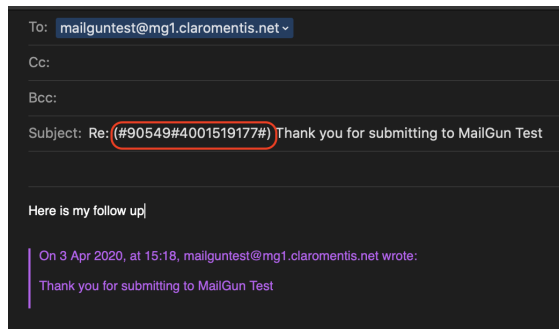 To: mailguntest@mg1.claromentis.net
Cc:
Bcc:
Subject: Re: (#90549#4001519177#) Thank you for submitting to MailGun Test
Here is my follow up
On 3 Apr 2020, at 15:18, mailguntest@mg1.claromentis.net wrote:
Thank you for submitting to MailGun Test